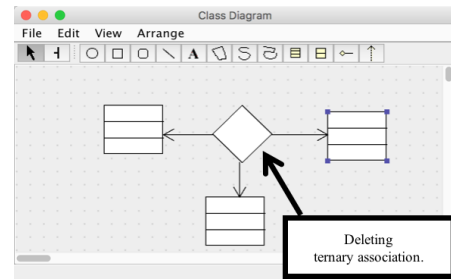 Class Diagram
File Edit View Arrange
A
Deleting
ternary association.